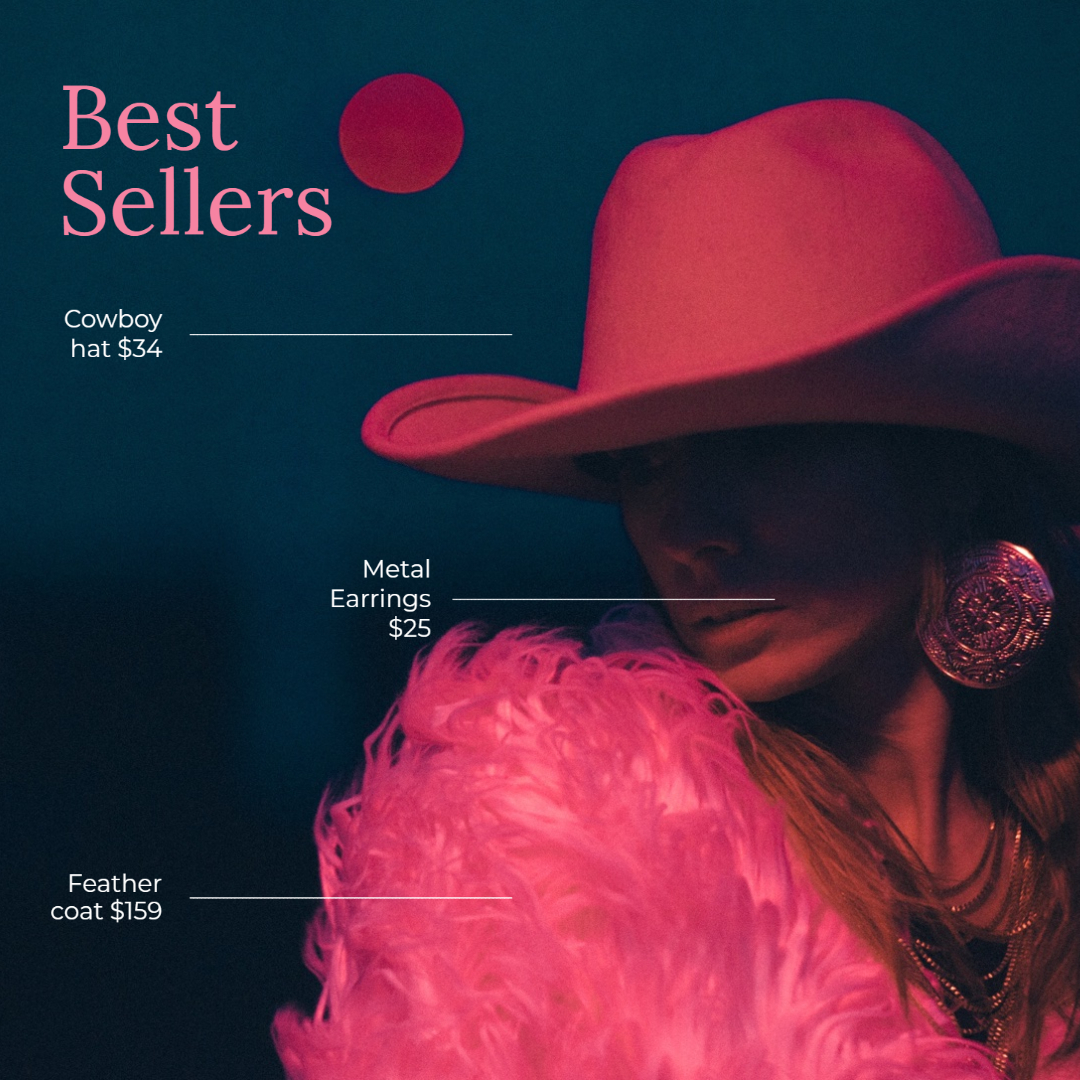 Best
Sellers
Cowboy
hat $34
Metal
Earrings
$25
Feather
coat $159